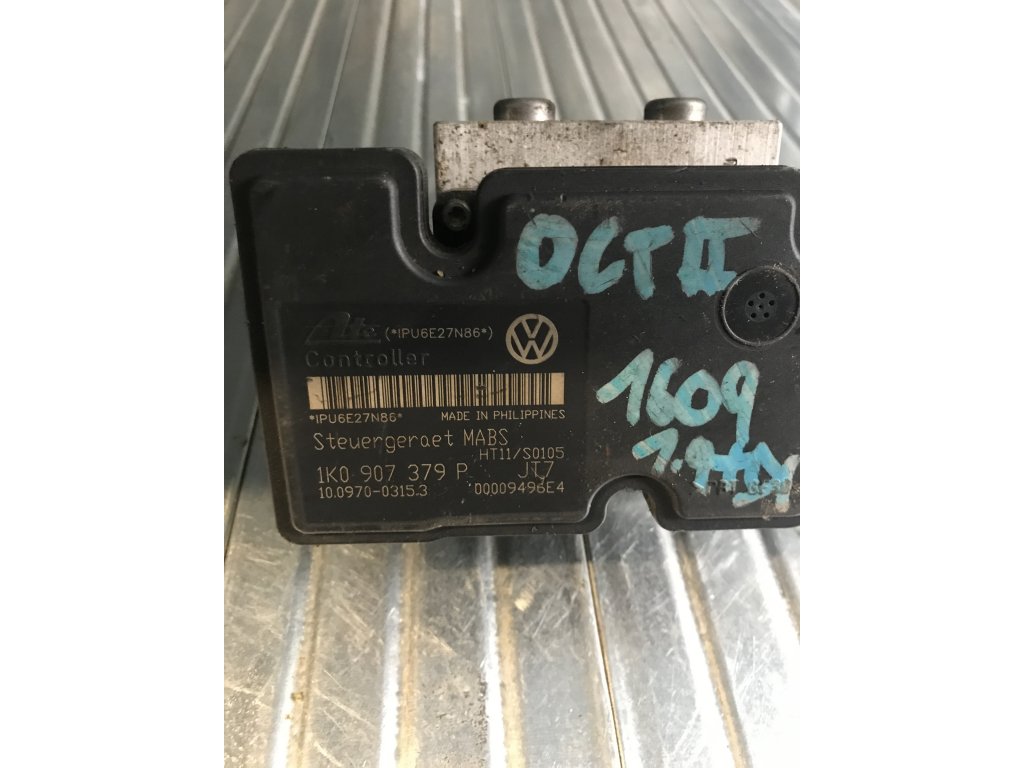 OCT II
Ate (*IPU6E27N86*)
Controller
1609
*IPU6E27N86* MADE IN PHILIPPINES
Steuergeraet MABS
HT11/S0105
1K0 907 379 P JT7
10.0970-0315.3 00009496E4